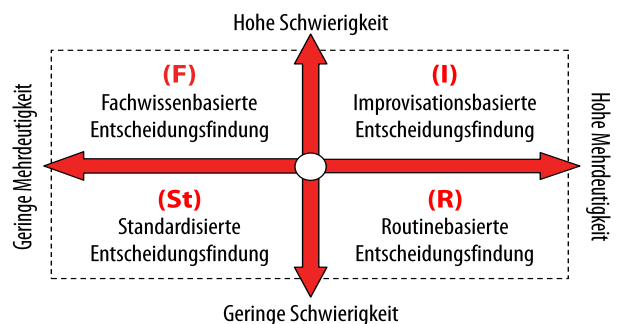 Hohe Schwierigkeit
(F)
Fachwissenbasierte
Entscheidungsfindung
(I)
Improvisationsbasierte
Entscheidungsfindung
Geringe Mehrdeutigkeit
Hohe Mehrdeutigkeit
(St)
Standardisierte
Entscheidungsfindung
(R)
Routinebasierte
Entscheidungsfindung
Geringe Schwierigkeit